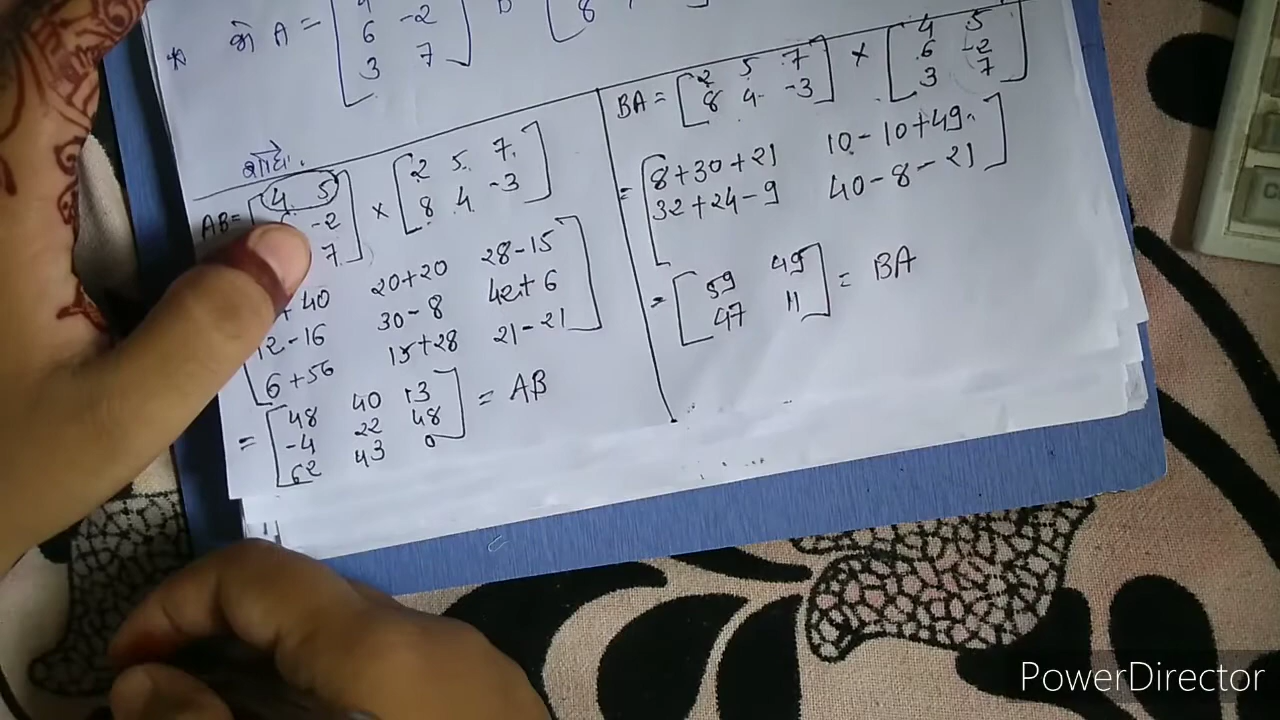 * जो A = [ 4
6 -2 B [ 8
3 7 ]
शोधा.
AB = [ 4 5
-2
7 ] × [ 2 5 7
8 4 -3 ]
+ 40 20+20 28-15
12-16 30-8 42+6
6+56 15+28 21-21 ]
= [ 48 40 13
-4 22 48
62 43 0 ] = AB
BA = [ 2 5 7
8 4 -3 ] × [ 4 5
6 -2
3 7 ]
= [ 8+30+21 10-10+49
32+24-9 40-8-21 ]
= [ 59 49
47 11 ] = BA
PowerDirector